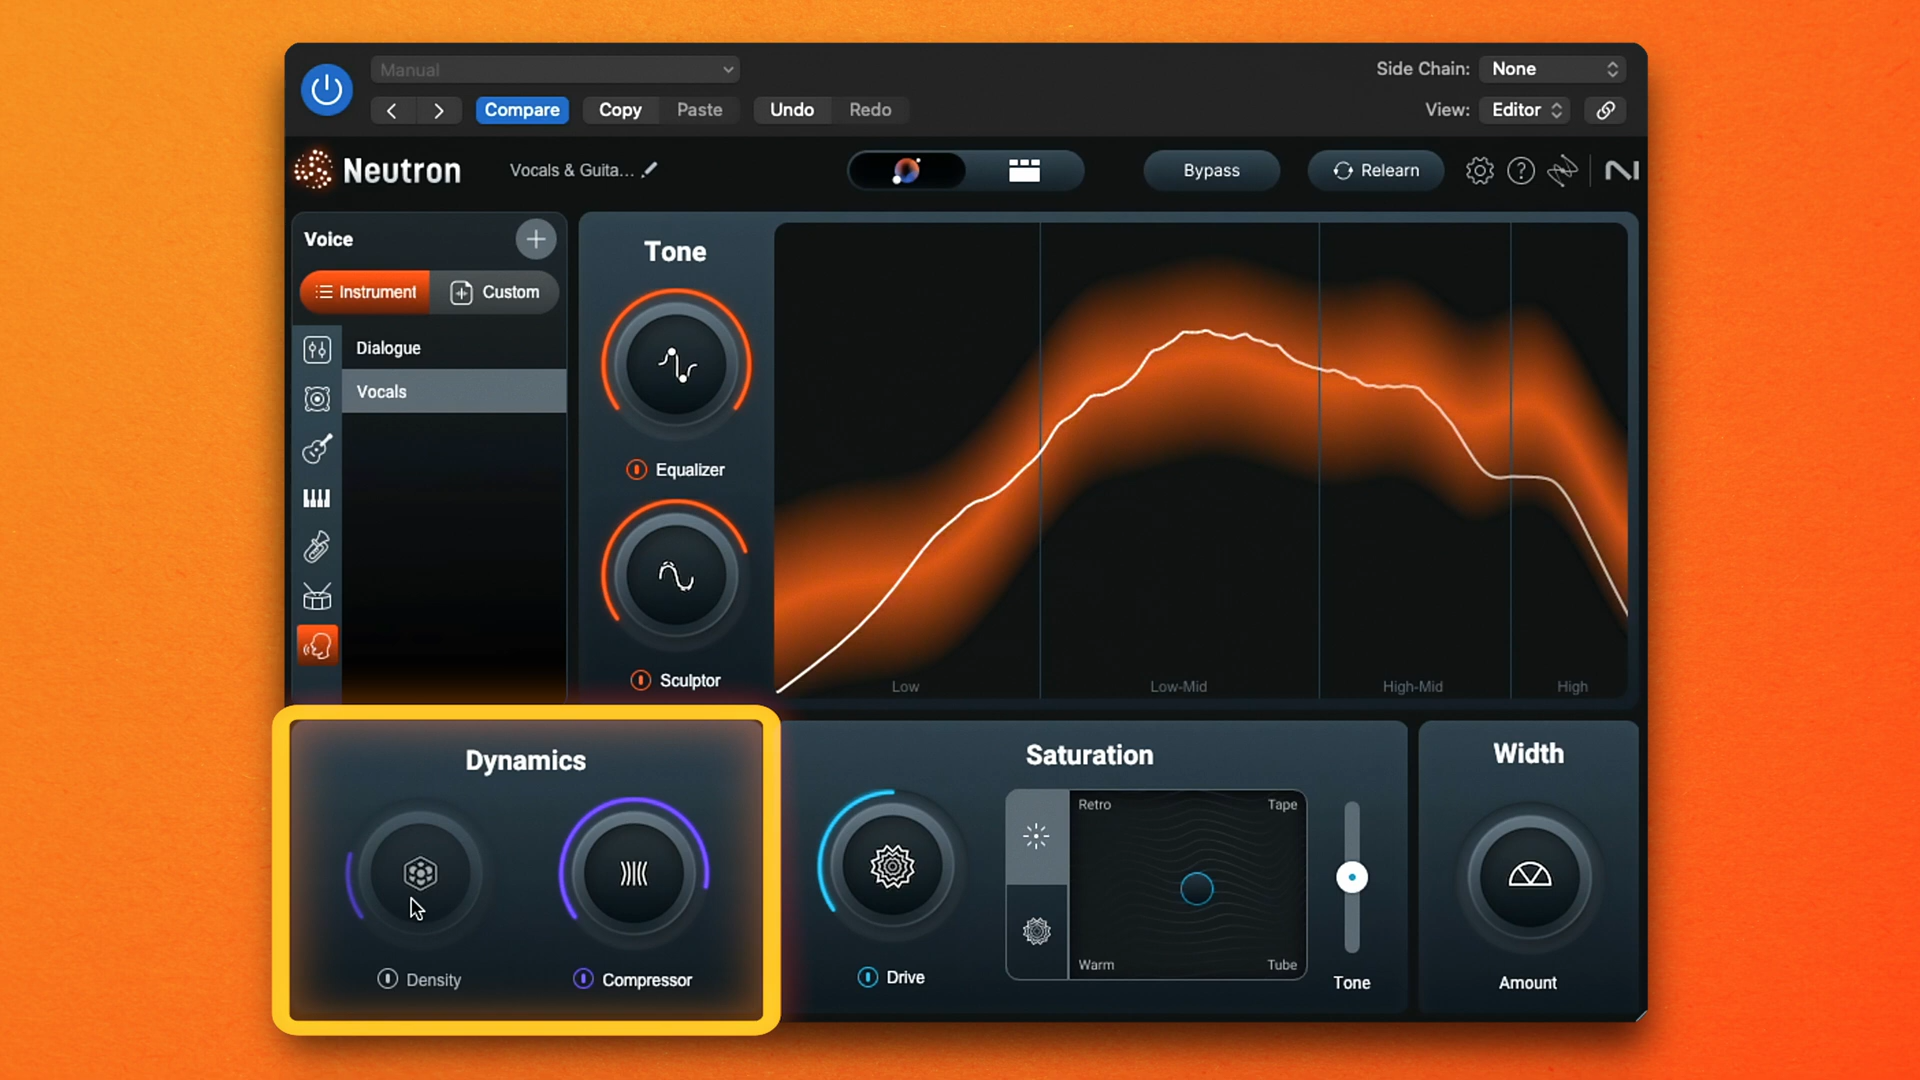 Manual
Side Chain: None
Compare Copy Paste Undo Redo
View: Editor
Neutron
Vocals & Guita...
Bypass
Relearn
Voice
Instrument
Custom
Dialogue
Vocals
Tone
Equalizer
Sculptor
Low
Low-Mid
High-Mid
High
Dynamics
Density
Compressor
Saturation
Drive
Retro
Tape
Warm
Tube
Tone
Width
Amount